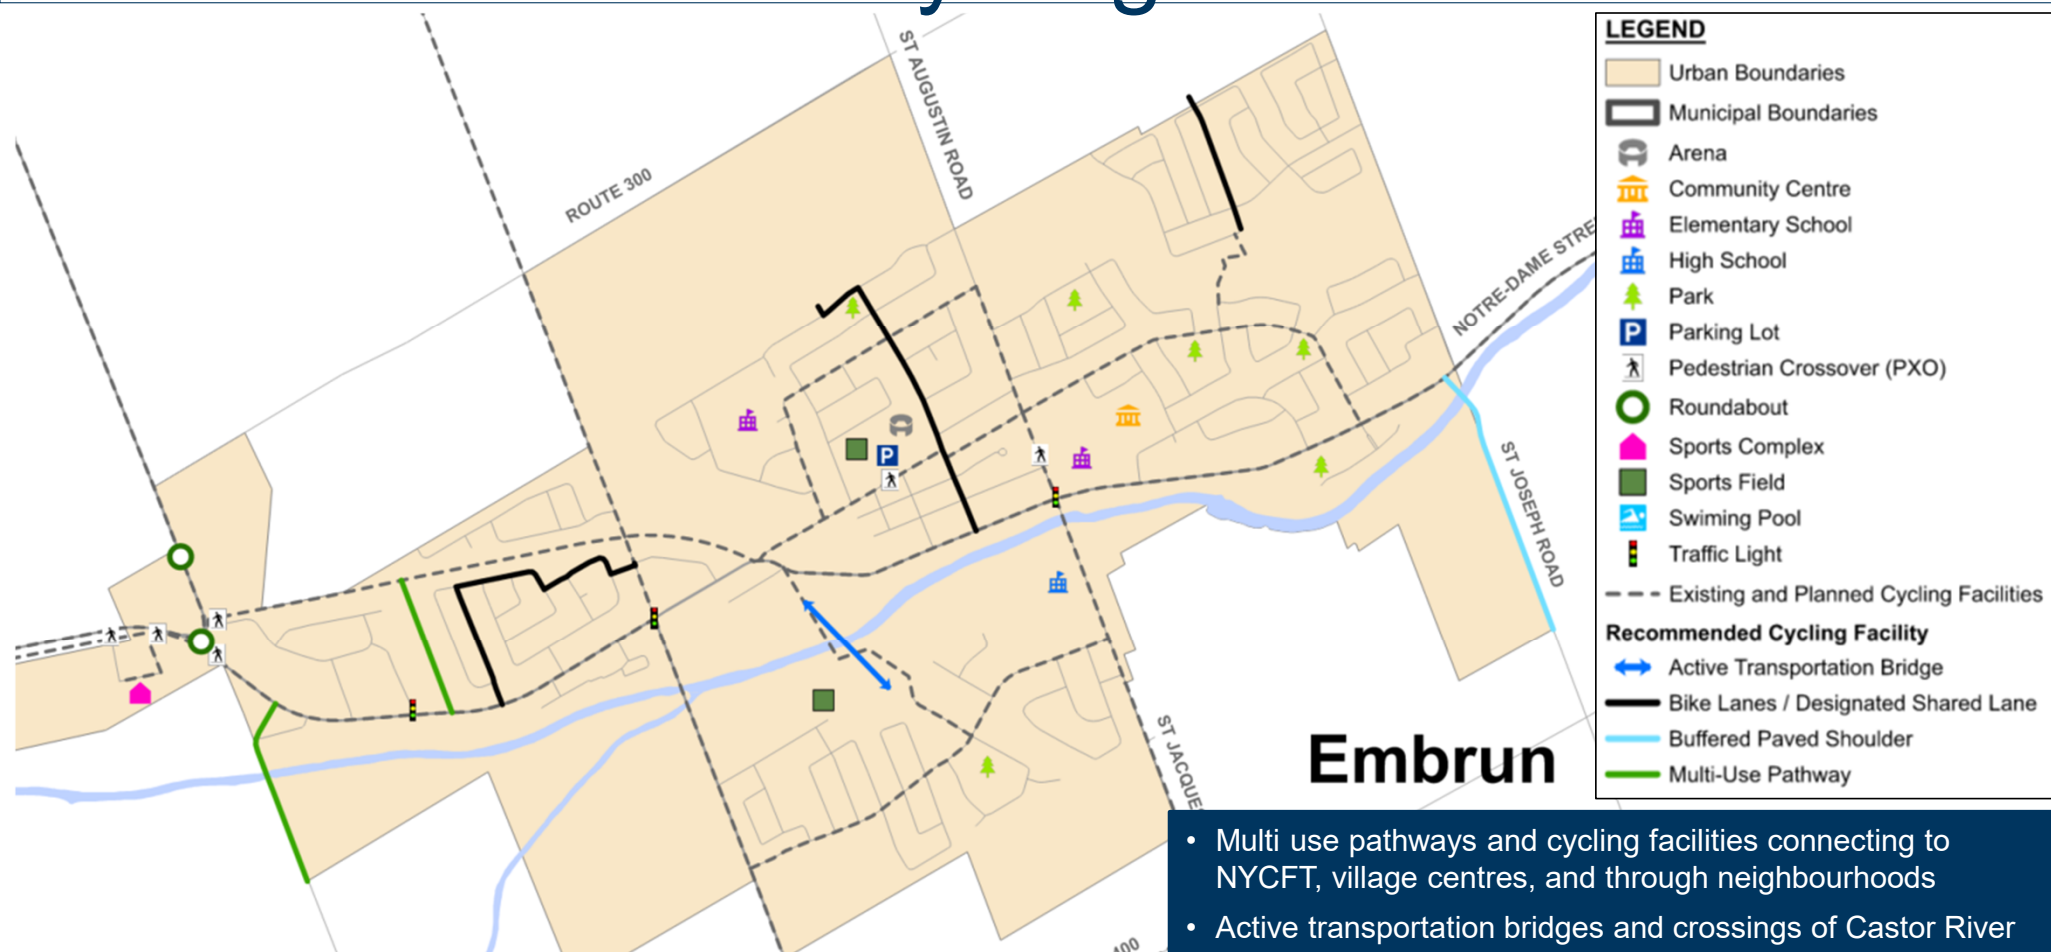 ST AUGUSTIN ROAD
ROUTE 300
NOTRE-DAME STRE
ST JOSEPH ROAD
ST JACQUE
Embrun
LEGEND
Urban Boundaries
Municipal Boundaries
Arena
Community Centre
Elementary School
High School
Park
P Parking Lot
Pedestrian Crossover (PXO)
Roundabout
Sports Complex
Sports Field
Swiming Pool
Traffic Light
Existing and Planned Cycling Facilities
Recommended Cycling Facility
Active Transportation Bridge
Bike Lanes / Designated Shared Lane
Buffered Paved Shoulder
Multi-Use Pathway
P
• Multi use pathways and cycling facilities connecting to
NYCFT, village centres, and through neighbourhoods
• Active transportation bridges and crossings of Castor River
400